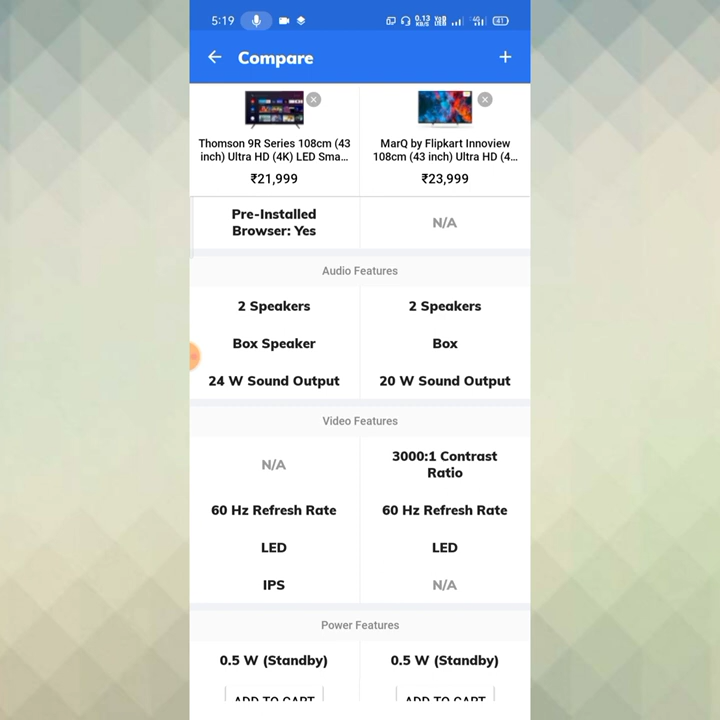 5:19
0.13 KB/S
41
Compare
Thomson 9R Series 108cm (43
inch) Ultra HD (4K) LED Sma...
₹21,999
MarQ by Flipkart Innoview
108cm (43 inch) Ultra HD (4...
₹23,999
Pre-Installed
Browser: Yes
N/A
Audio Features
2 Speakers
2 Speakers
Box Speaker
Box
24 W Sound Output
20 W Sound Output
Video Features
N/A
3000:1 Contrast
Ratio
60 Hz Refresh Rate
60 Hz Refresh Rate
LED
LED
IPS
N/A
Power Features
0.5 W (Standby)
0.5 W (Standby)
ADD TO CART
ADD TO CART